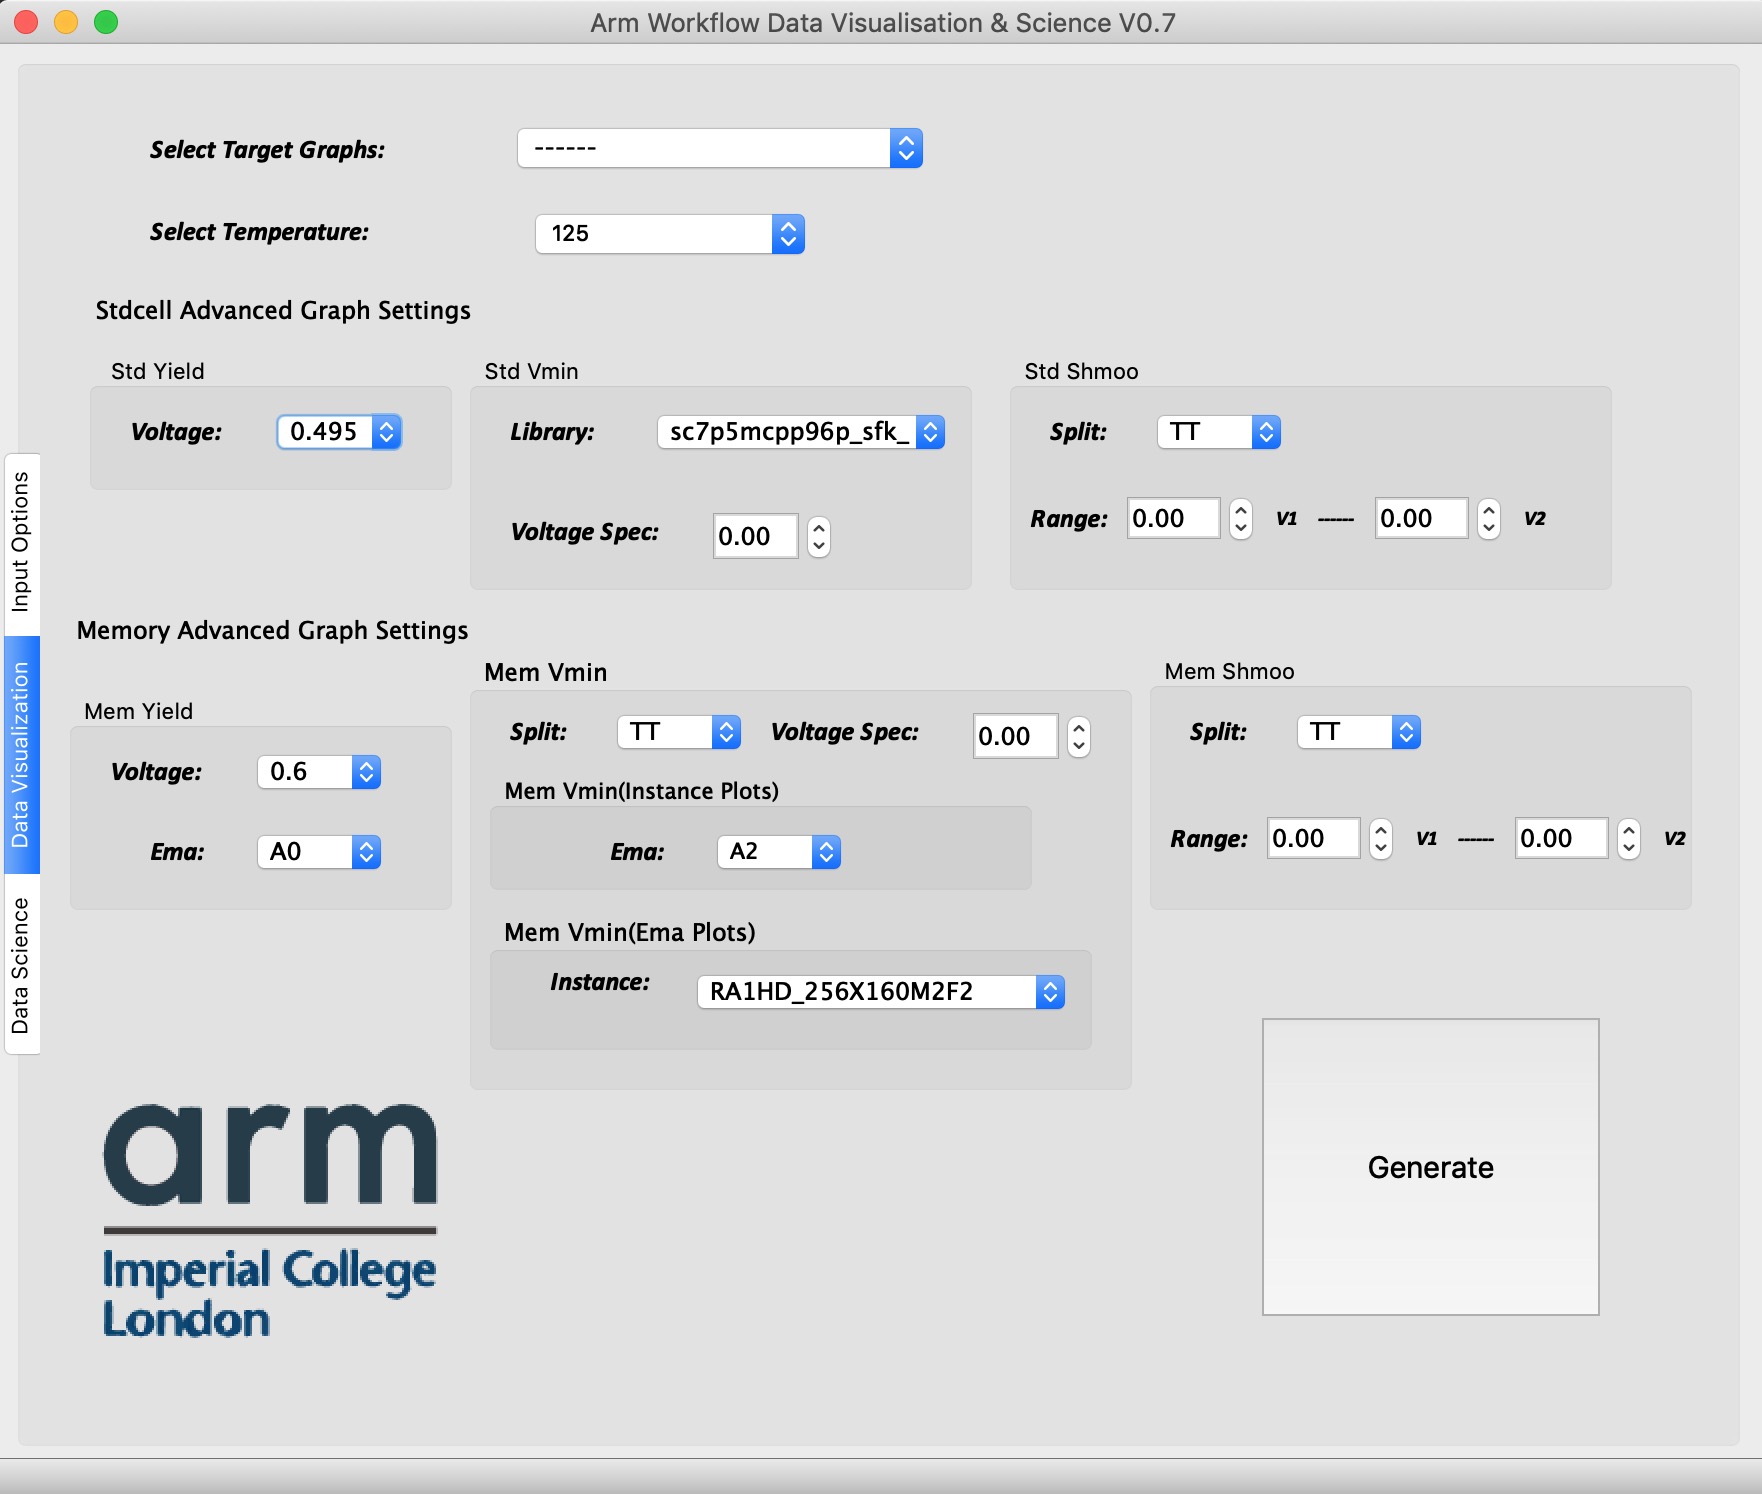 Arm Workflow Data Visualisation & Science V0.7
Select Target Graphs: ------
Select Temperature: 125
Stdcell Advanced Graph Settings
Std Yield
Voltage: 0.495
Std Vmin
Library: sc7p5mcpp96p_sfk_
Voltage Spec: 0.00
Std Shmoo
Split: TT
Range: 0.00 V1 ------ 0.00 V2
Input Options
Data Visualization
Data Science
Memory Advanced Graph Settings
Mem Yield
Voltage: 0.6
Ema: A0
Mem Vmin
Split: TT Voltage Spec: 0.00
Mem Vmin(Instance Plots)
Ema: A2
Mem Vmin(Ema Plots)
Instance: RA1HD_256X160M2F2
Mem Shmoo
Split: TT
Range: 0.00 V1 ------ 0.00 V2
Generate
arm
Imperial College
London